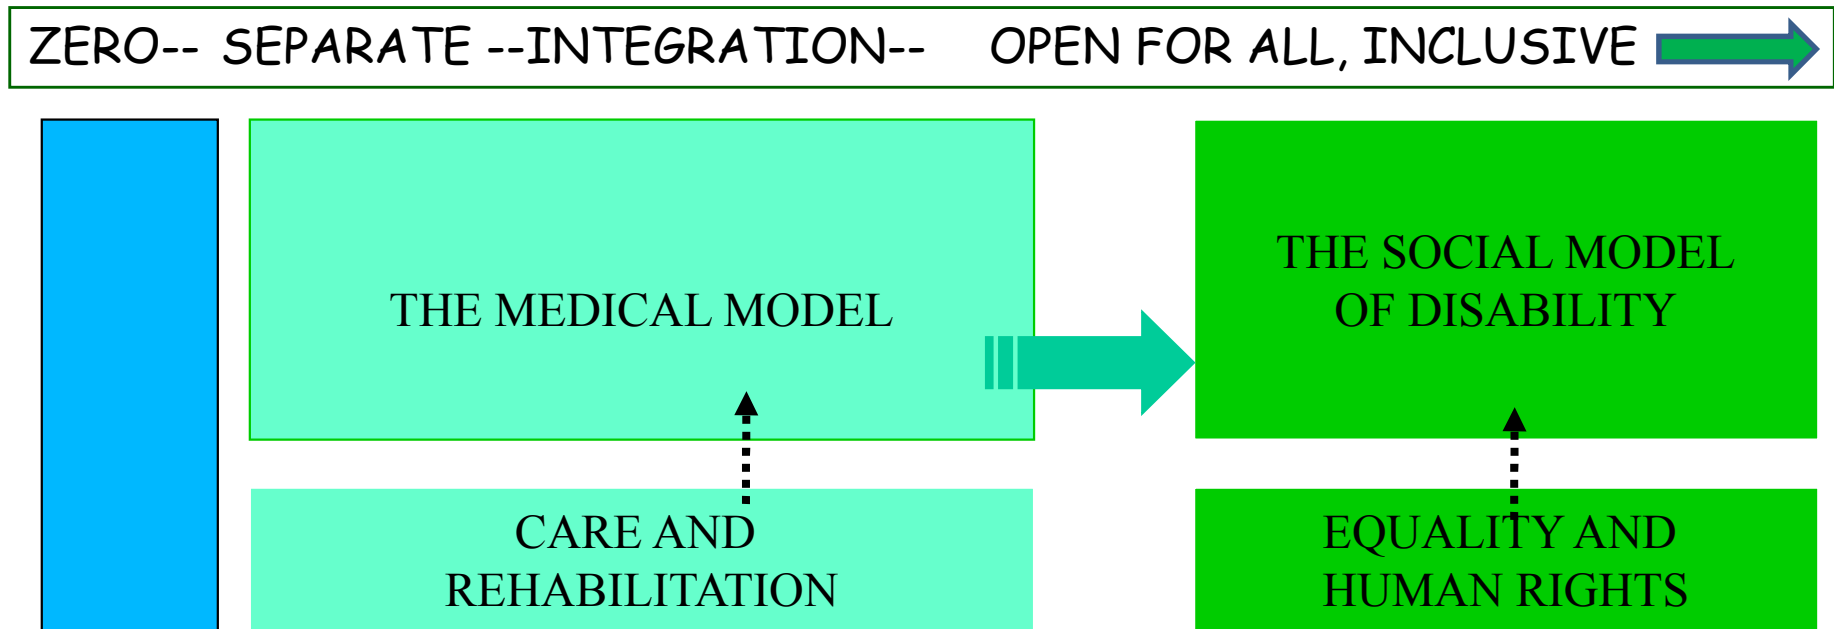 ZERO-- SEPARATE --INTEGRATION-- OPEN FOR ALL, INCLUSIVE
THE MEDICAL MODEL
THE SOCIAL MODEL
OF DISABILITY
CARE AND
REHABILITATION
EQUALITY AND
HUMAN RIGHTS